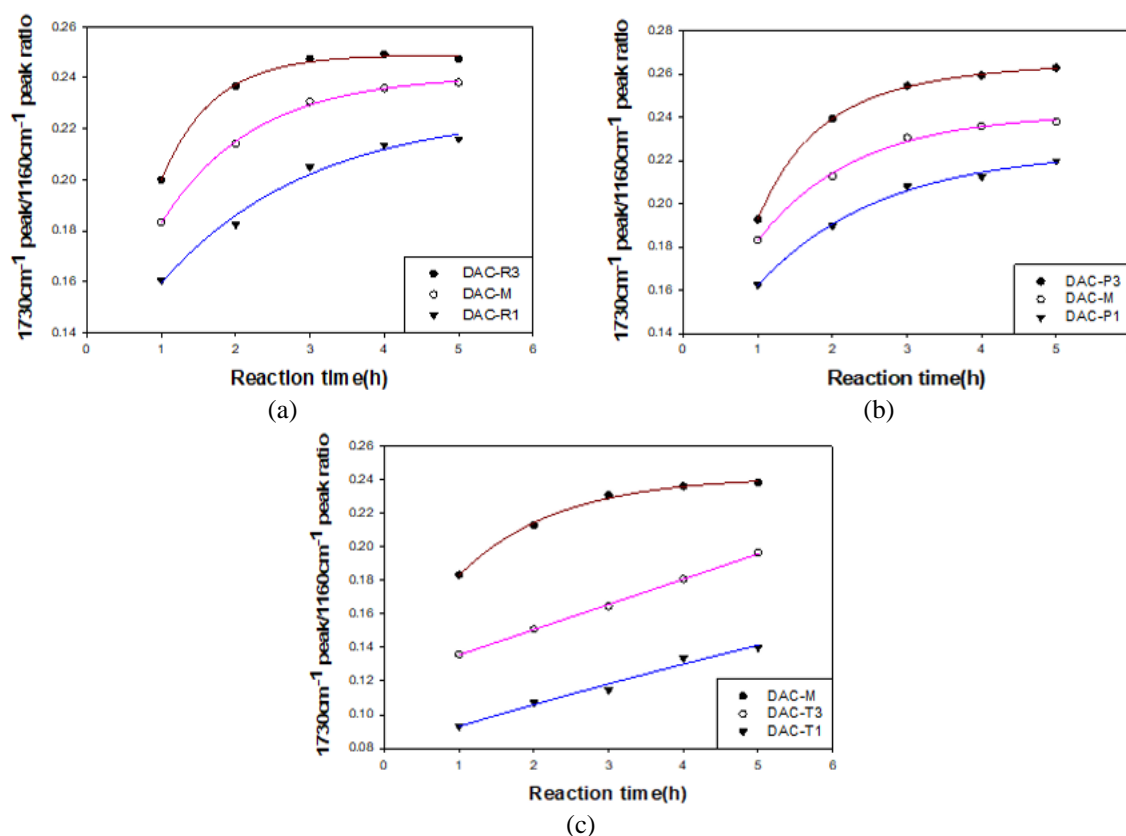 0.26
0.24
0.22
0.20
0.18
0.16
0.14
1730cm⁻¹ peak/1160cm⁻¹ peak ratio
DAC-R3
DAC-M
DAC-R1
0 1 2 3 4 5 6
Reaction time(h)
(a)
0.28
0.26
0.24
0.22
0.20
0.18
0.16
0.14
1730cm⁻¹ peak/1160cm⁻¹ peak ratio
DAC-P3
DAC-M
DAC-P1
0 1 2 3 4 5 6
Reaction time(h)
(b)
0.26
0.24
0.22
0.20
0.18
0.16
0.14
0.12
0.10
0.08
1730cm⁻¹ peak/1160cm⁻¹ peak ratio
DAC-M
DAC-T3
DAC-T1
0 1 2 3 4 5 6
Reaction time(h)
(c)